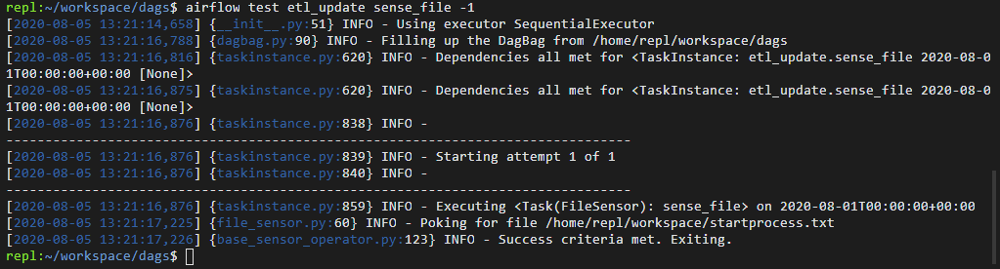 repl:~/workspace/dags$ airflow test etl_update sense_file -1
[2020-08-05 13:21:14,658] {__init__.py:51} INFO - Using executor SequentialExecutor
[2020-08-05 13:21:16,788] {dagbag.py:90} INFO - Filling up the DagBag from /home/repl/workspace/dags
[2020-08-05 13:21:16,816] {taskinstance.py:620} INFO - Dependencies all met for <TaskInstance: etl_update.sense_file 2020-08-0
1T00:00:00+00:00 [None]>
[2020-08-05 13:21:16,875] {taskinstance.py:620} INFO - Dependencies all met for <TaskInstance: etl_update.sense_file 2020-08-0
1T00:00:00+00:00 [None]>
[2020-08-05 13:21:16,876] {taskinstance.py:838} INFO -
--------------------------------------------------------------------------------
[2020-08-05 13:21:16,876] {taskinstance.py:839} INFO - Starting attempt 1 of 1
[2020-08-05 13:21:16,876] {taskinstance.py:840} INFO -
--------------------------------------------------------------------------------
[2020-08-05 13:21:16,876] {taskinstance.py:859} INFO - Executing <Task(FileSensor): sense_file> on 2020-08-01T00:00:00+00:00
[2020-08-05 13:21:17,225] {file_sensor.py:60} INFO - Poking for file /home/repl/workspace/startprocess.txt
[2020-08-05 13:21:17,226] {base_sensor_operator.py:123} INFO - Success criteria met. Exiting.
repl:~/workspace/dags$